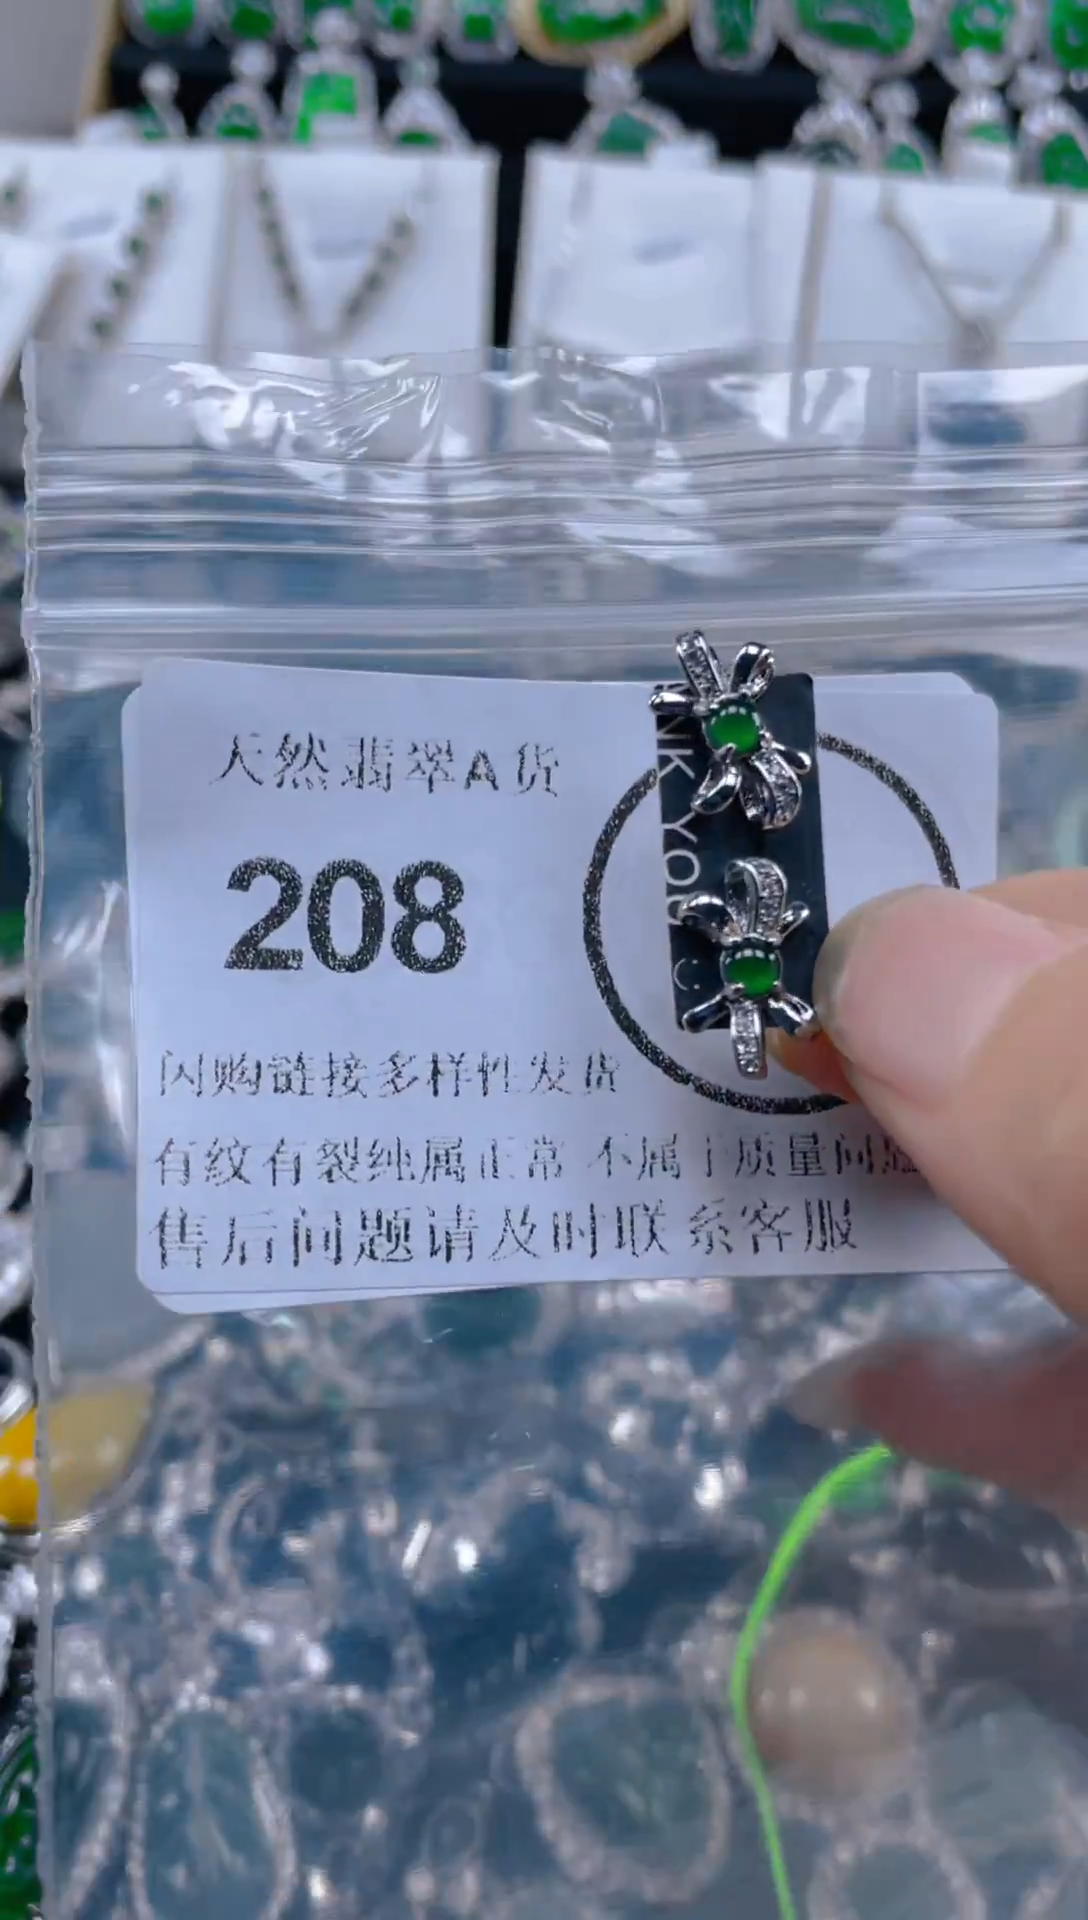 天然翡翠A货
208
NK YOU
闪购链接多样性发货
有纹有裂纯属正常 不属于质量问题
售后问题请及时联系客服